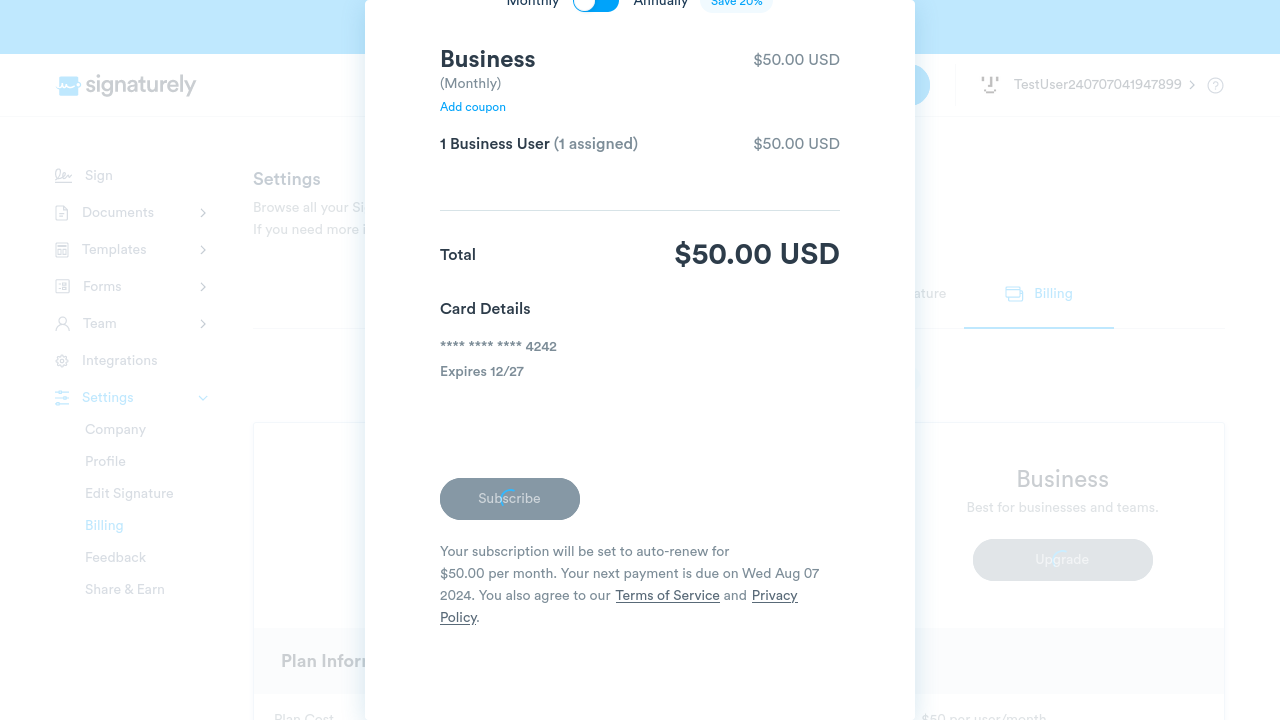 Monthly Annually Save 20%
Business $50.00 USD
(Monthly)
Add coupon
1 Business User (1 assigned) $50.00 USD
Total $50.00 USD
Card Details
**** **** **** 4242
Expires 12/27
Subscribe
Your subscription will be set to auto-renew for
$50.00 per month. Your next payment is due on Wed Aug 07
2024. You also agree to our Terms of Service and Privacy
Policy.
signaturely
TestUser240707041947899
Sign
Documents
Templates
Forms
Team
Integrations
Settings
Company
Profile
Edit Signature
Billing
Feedback
Share & Earn
Settings
Browse all your Si
If you need more i
ature Billing
Business
Best for businesses and teams.
Upgrade
Plan Inform
Plan Cost $50 per user/month